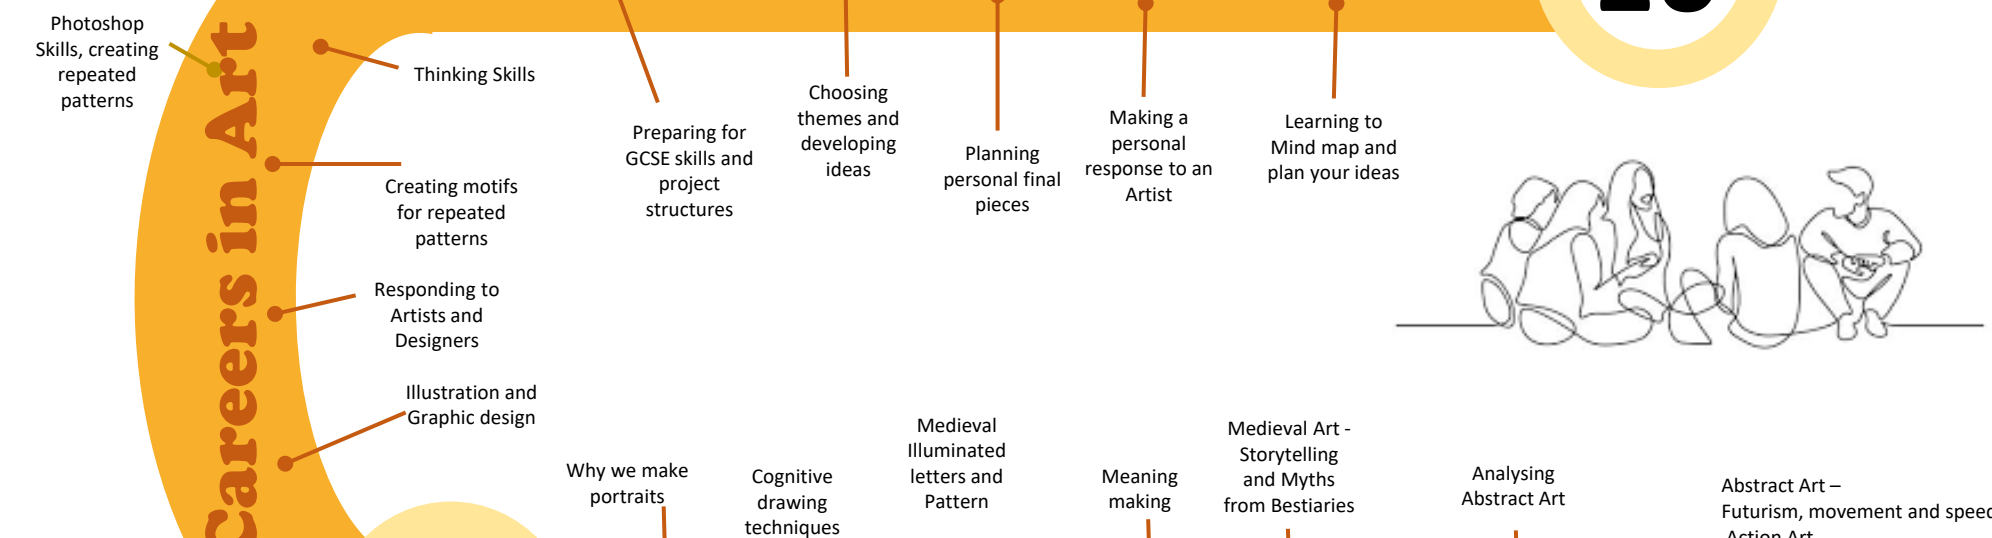 Photoshop
Skills, creating
repeated
patterns
Careers in Art
Thinking Skills
Creating motifs
for repeated
patterns
Responding to
Artists and
Designers
Illustration and
Graphic design
Preparing for
GCSE skills and
project
structures
Choosing
themes and
developing
ideas
Planning
personal final
pieces
Making a
personal
response to an
Artist
Learning to
Mind map and
plan your ideas
Why we make
portraits
Cognitive
drawing
techniques
Medieval
Illuminated
letters and
Pattern
Meaning
making
Medieval Art -
Storytelling
and Myths
from Bestiaries
Analysing
Abstract Art
Abstract Art –
Futurism, movement and speed
Action Art